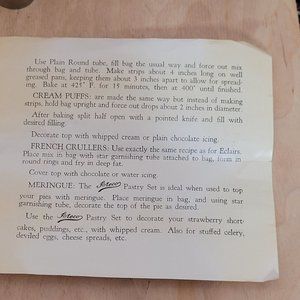 Use Plain Round tube, fill bag the usual way and force out mix
through bag and tube. Make strips about 4 inches long on well
greased pans, keeping them about 3 inches apart to allow for spread-
ing. Bake at 425° F. for 15 minutes, then at 400° until finished.
CREAM PUFFS: are made the same way but instead of making
strips, hold bag upright and force out drops about 2 inches in diameter.
After baking split half open with a pointed knife and fill with
desired filling.
Decorate top with whipped cream or plain chocolate icing.
FRENCH CRULLERS: Use exactly the same recipe as for Eclairs.
Place mix in bag with star garnishing tube attached to bag, form in
round rings and fry in deep fat.
Cover top with chocolate or water icing.
MERINGUE: The Pastry Set is ideal when used to top
your pies with meringue. Place meringue in bag, and using star
garnishing tube, decorate the top of the pie as desired.
Use the Pastry Set to decorate your strawberry short-
cakes, puddings, etc., with whipped cream. Also for stuffed celery,
deviled eggs, cheese spreads, etc.